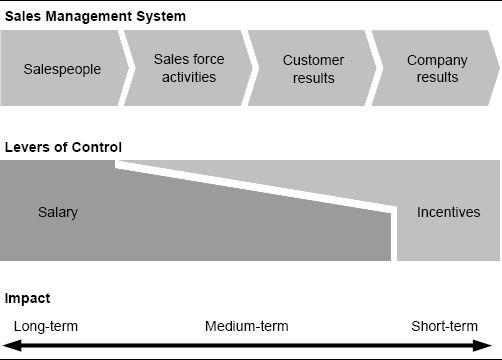 Sales Management System
Salespeople
Sales force
activities
Customer
results
Company
results
Levers of Control
Salary
Incentives
Impact
Long-term
Medium-term
Short-term